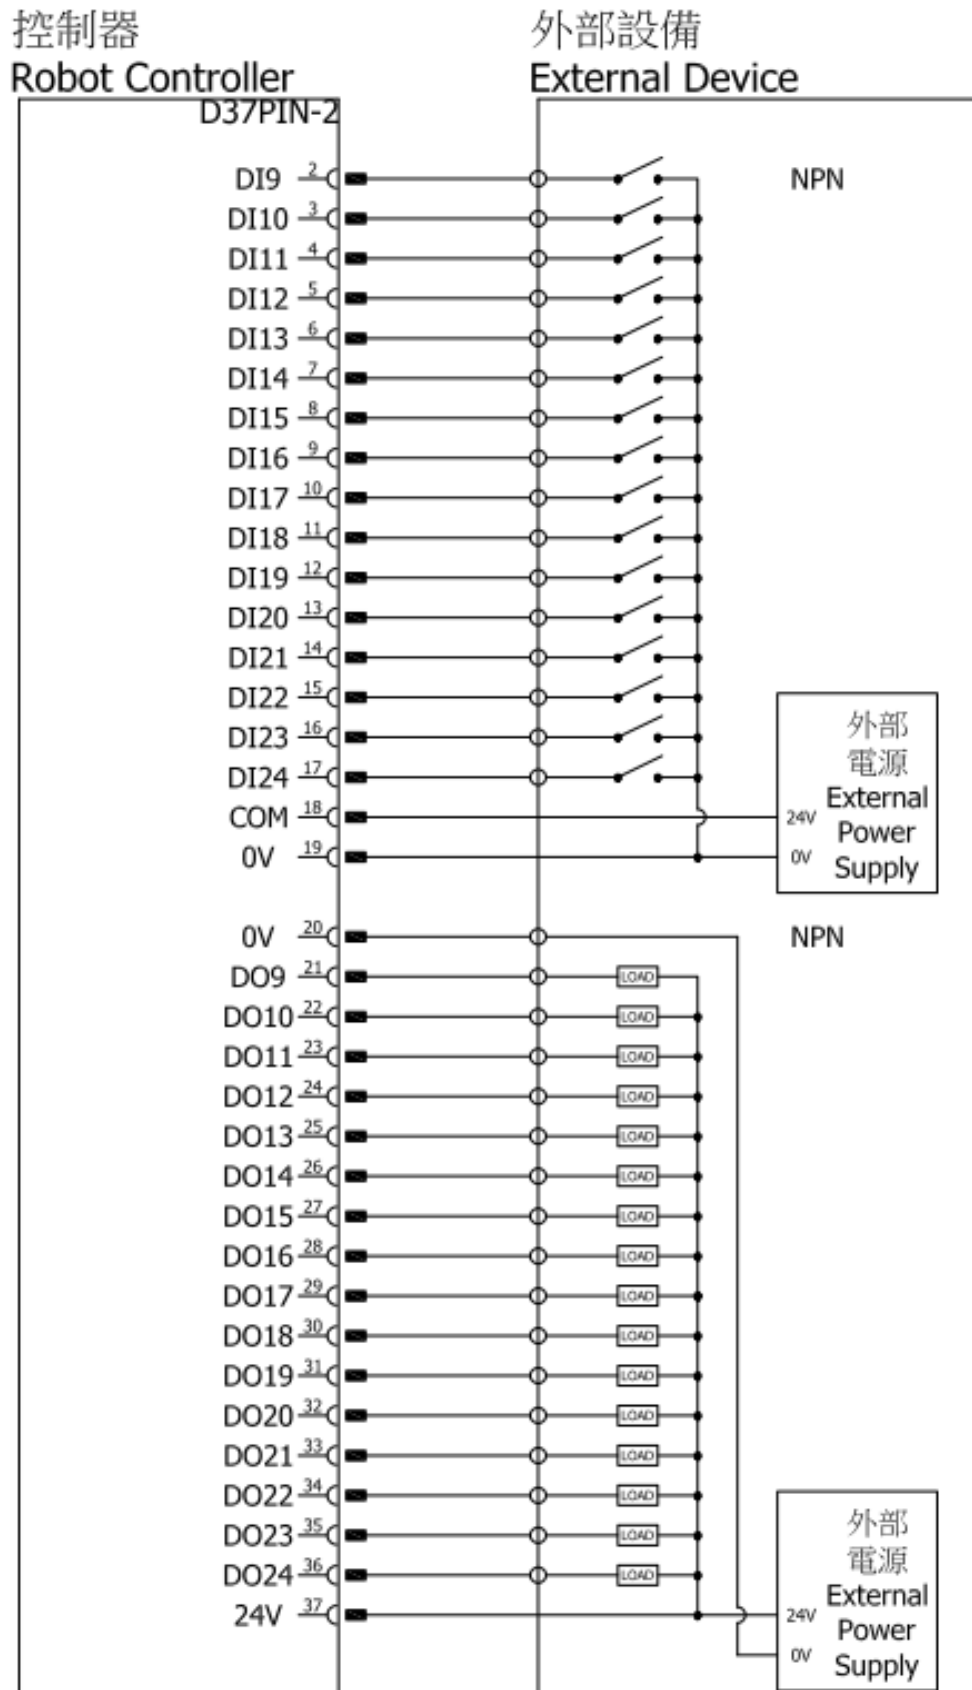 控制器
Robot Controller
外部設備
External Device
D37PIN-2
DI9 2 NPN
DI10 3
DI11 4
DI12 5
DI13 6
DI14 7
DI15 8
DI16 9
DI17 10
DI18 11
DI19 12
DI20 13
DI21 14
DI22 15
DI23 16
DI24 17
COM 18
0V 19
外部
電源
External
24V Power
0V Supply
0V 20 NPN
DO9 21 LOAD
DO10 22 LOAD
DO11 23 LOAD
DO12 24 LOAD
DO13 25 LOAD
DO14 26 LOAD
DO15 27 LOAD
DO16 28 LOAD
DO17 29 LOAD
DO18 30 LOAD
DO19 31 LOAD
DO20 32 LOAD
DO21 33 LOAD
DO22 34 LOAD
DO23 35 LOAD
DO24 36 LOAD
24V 37
外部
電源
External
24V Power
0V Supply